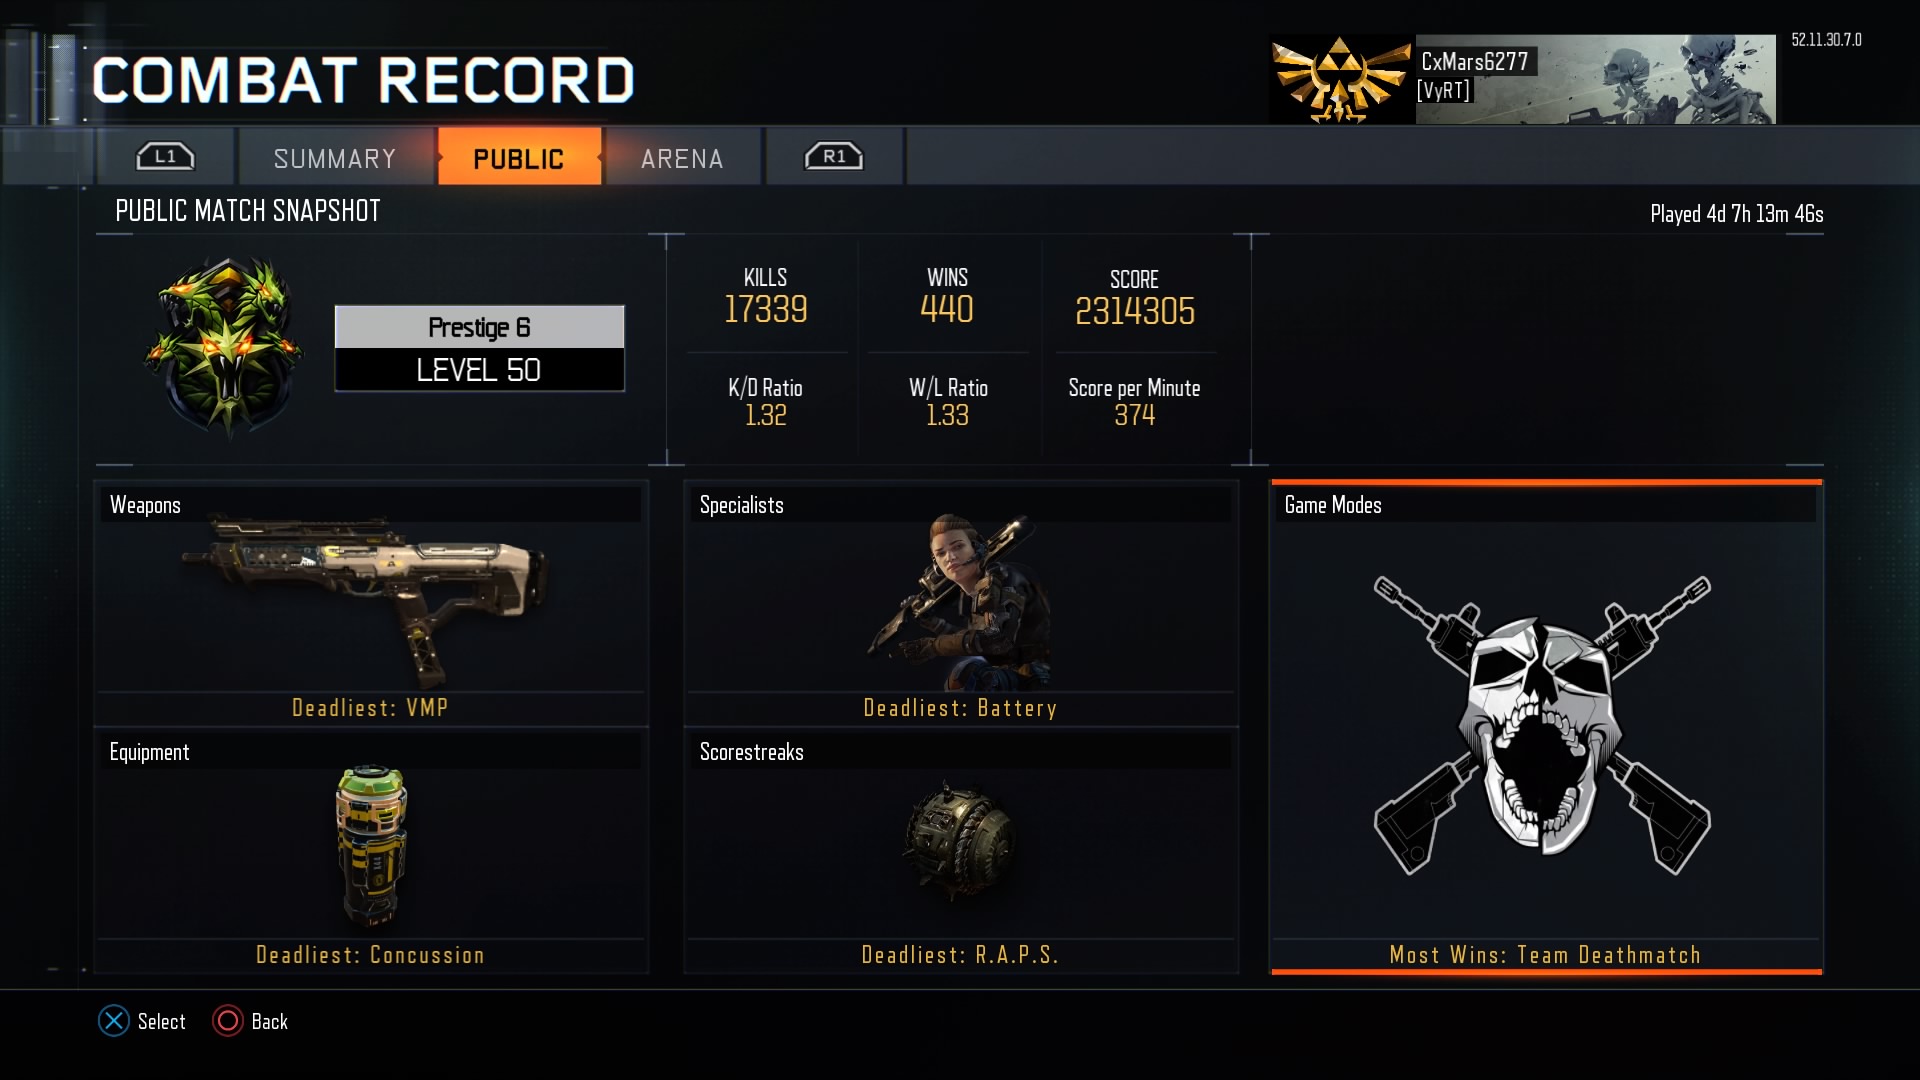 COMBAT RECORD
CxMars6277
[VyRT]
52.11.30.7.0
L1
SUMMARY
PUBLIC
ARENA
R1
PUBLIC MATCH SNAPSHOT
Played 4d 7h 13m 46s
Prestige 6
LEVEL 50
KILLS
17339
WINS
440
SCORE
2314305
K/D Ratio
1.32
W/L Ratio
1.33
Score per Minute
374
Weapons
Deadliest: VMP
Specialists
Deadliest: Battery
Game Modes
Most Wins: Team Deathmatch
Equipment
Deadliest: Concussion
Scorestreaks
Deadliest: R.A.P.S.
Select
Back